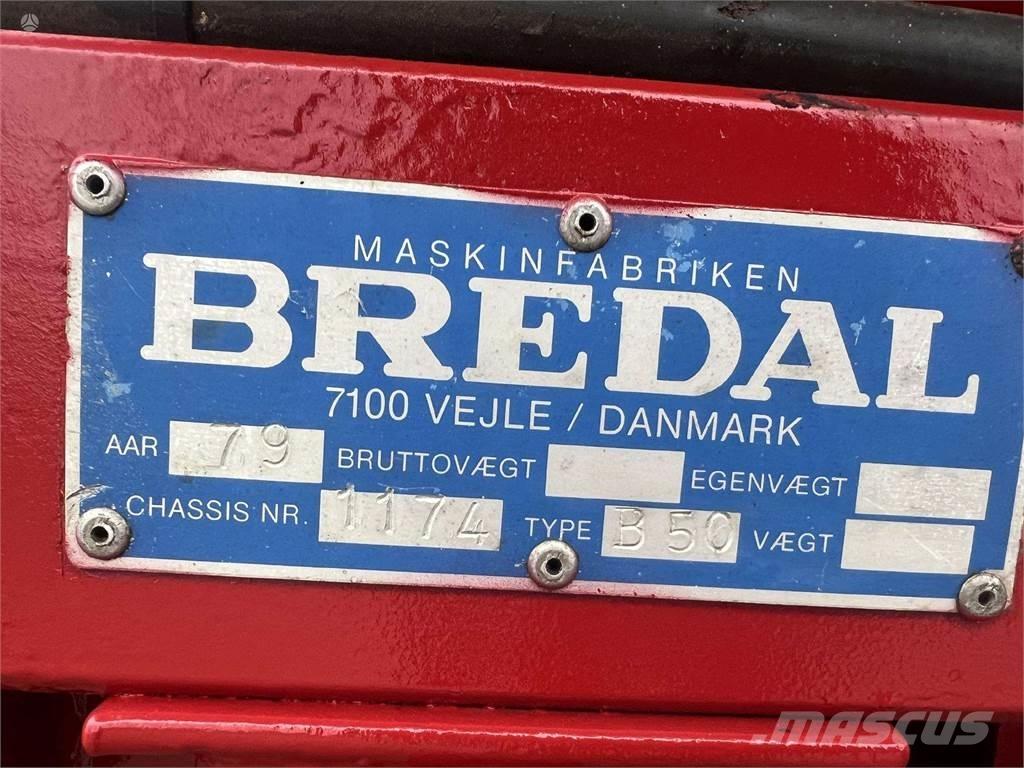 MASKINFABRIKEN
BREDAL
7100 VEJLE / DANMARK
AAR 79 BRUTTOVÆGT EGENVÆGT
CHASSIS NR. 1174 TYPE B 50 VÆGT
mascus